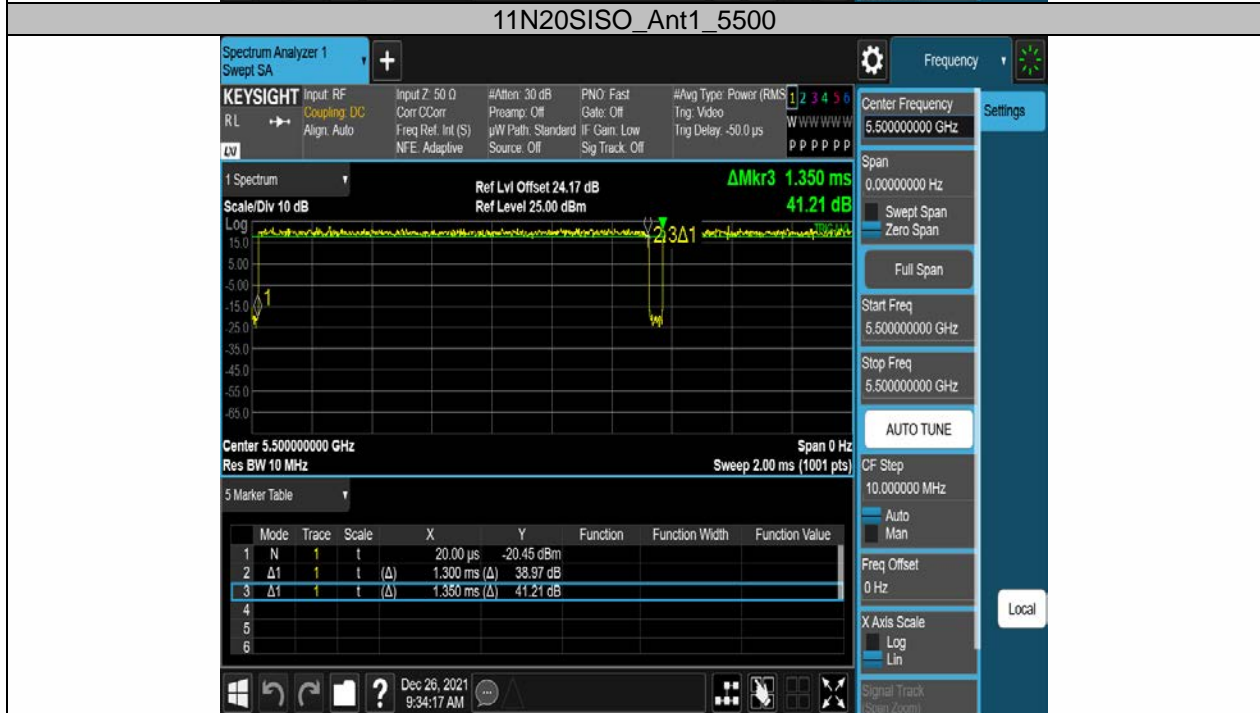 11N20SISO_Ant1_5500
Spectrum Analyzer 1
Swept SA
Frequency
KEYSIGHT
RL
LXI
Input: RF
Coupling: DC
Align: Auto
Input Z: 50 Ω
Corr CCorr
Freq Ref: Int (S)
NFE: Adaptive
#Atten: 30 dB
Preamp: Off
µW Path: Standard
Source: Off
PNO: Fast
Gate: Off
IF Gain: Low
Sig Track: Off
#Avg Type: Power (RMS
Trig: Video
Trig Delay: -50.0 µs
1 2 3 4 5 6
W W W W W W
P P P P P P
1 Spectrum
Scale/Div 10 dB
Ref Lvl Offset 24.17 dB
Ref Level 25.00 dBm
ΔMkr3 1.350 ms
41.21 dB
Log
15.0
5.00
-5.00
-15.0
-25.0
-35.0
-45.0
-55.0
-65.0
1
3Δ1
Center 5.500000000 GHz
Span 0 Hz
Res BW 10 MHz
Sweep 2.00 ms (1001 pts)
5 Marker Table
Mode Trace Scale X Y Function Function Width Function Value
1 N 1 t 20.00 µs -20.45 dBm
2 Δ1 1 t (Δ) 1.300 ms (Δ) 38.97 dB
3 Δ1 1 t (Δ) 1.350 ms (Δ) 41.21 dB
4
5
6
Dec 26, 2021
9:34:17 AM
Center Frequency
5.500000000 GHz
Settings
Span
0.00000000 Hz
Swept Span
Zero Span
Full Span
Start Freq
5.500000000 GHz
Stop Freq
5.500000000 GHz
AUTO TUNE
CF Step
10.000000 MHz
Auto
Man
Freq Offset
0 Hz
X Axis Scale
Log
Lin
Local
Signal Track
(Span Zoom)